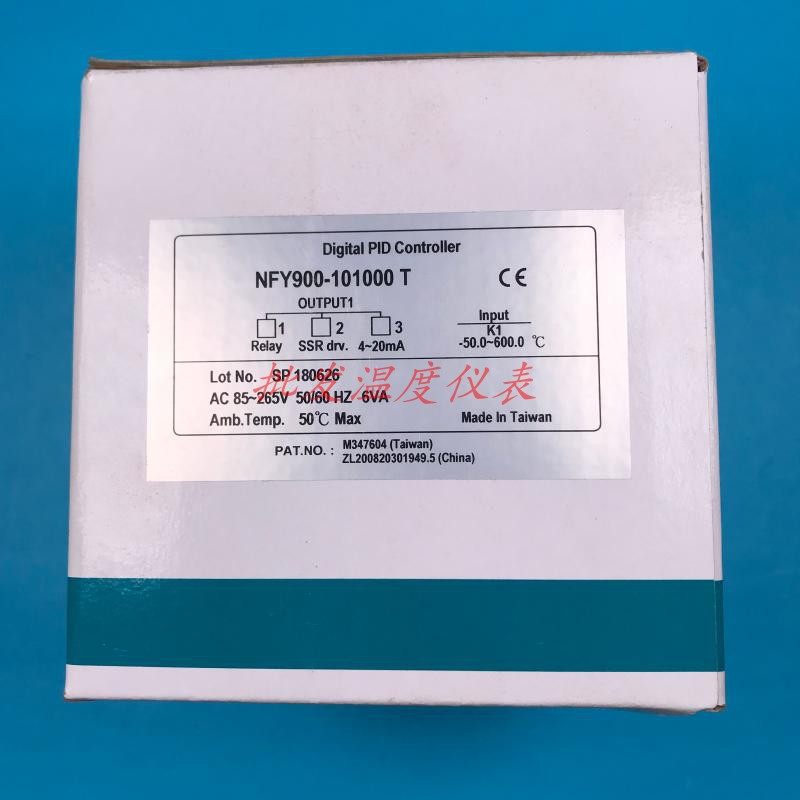 Digital PID Controller
NFY900-101000 T CE
OUTPUT1
1 2 3
Relay SSR drv. 4~20mA
Input
K1
-50.0~600.0 ℃
Lot No. SP 180626
批发温度仪表
AC 85~265V 50/60 HZ 6VA
Amb.Temp. 50℃ Max
Made In Taiwan
PAT.NO. : M347604 (Taiwan)
ZL200820301949.5 (China)